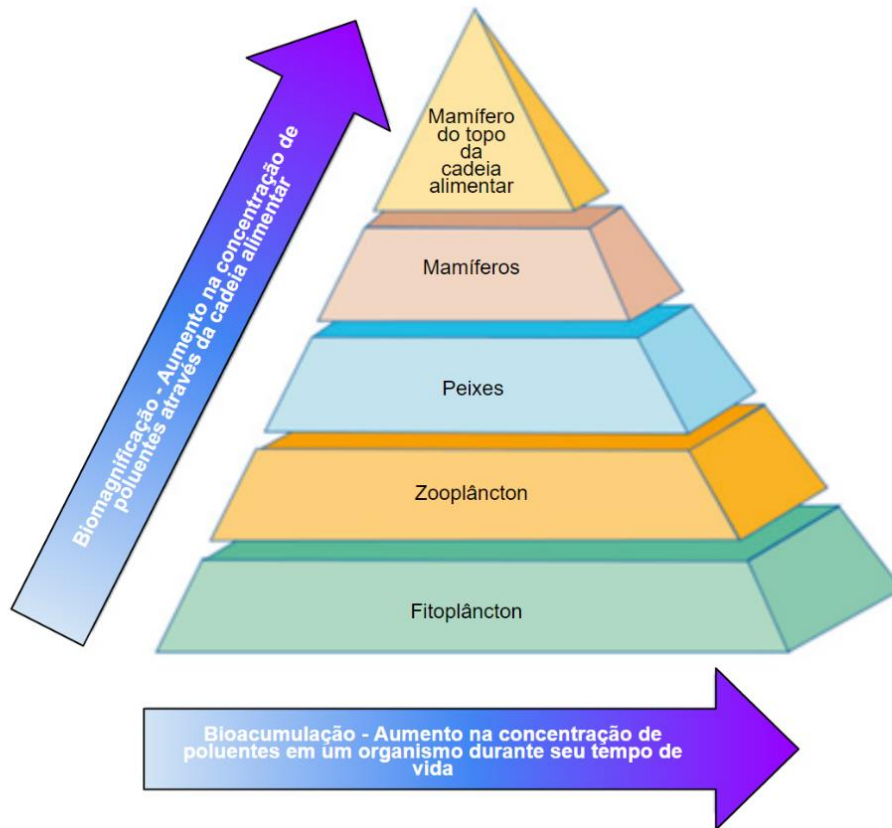 Mamífero
do topo
da
cadeia
alimentar
Mamíferos
Peixes
Zooplâncton
Fitoplâncton
Biomagnificação - Aumento na concentração de
poluentes através da cadeia alimentar
Bioacumulação - Aumento na concentração de
poluentes em um organismo durante seu tempo de
vida